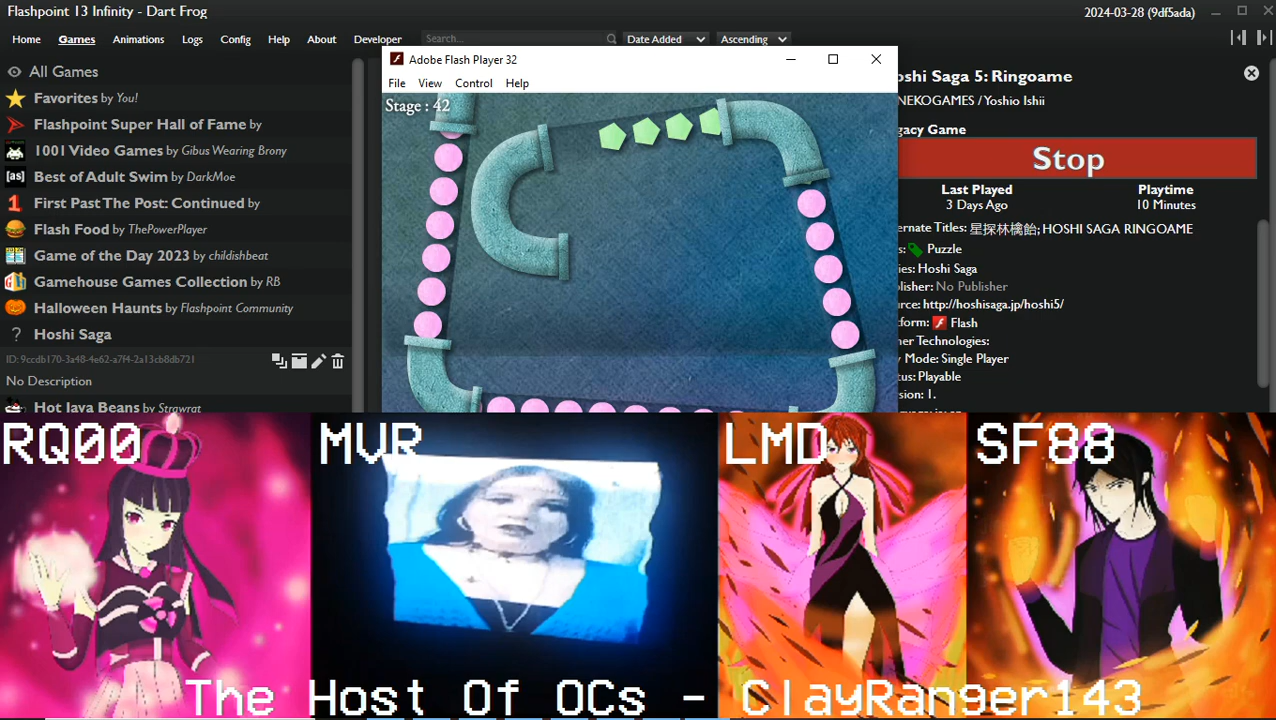 Flashpoint 13 Infinity - Dart Frog
2024-03-28 (9df5ada)
Home Games Animations Logs Config Help About Developer Search... Date Added Ascending
All Games
Favorites by You!
Flashpoint Super Hall of Fame by
1001 Video Games by Gibus Wearing Brony
Best of Adult Swim by DarkMoe
First Past The Post: Continued by
Flash Food by ThePowerPlayer
Game of the Day 2023 by childishbeat
Gamehouse Games Collection by RB
Halloween Haunts by Flashpoint Community
Hoshi Saga
ID:9ccdb170-3a48-4e62-a7f4-2a13cb8db721
No Description
Hot Java Beans by Strawrat
Adobe Flash Player 32
File View Control Help
Stage : 42
oshi Saga 5: Ringoame
NEKOGAMES / Yoshio Ishii
egacy Game
Stop
Last Played Playtime
3 Days Ago 10 Minutes
ernate Titles: 星探林檎飴; HOSHI SAGA RINGOAME
s: Puzzle
ies: Hoshi Saga
lisher: No Publisher
urce: http://hoshisaga.jp/hoshi5/
tform: Flash
er Technologies:
y Mode: Single Player
tus: Playable
sion: 1.
RQ00 MVR LMD SF88
The Host Of OCs - ClayRanger143